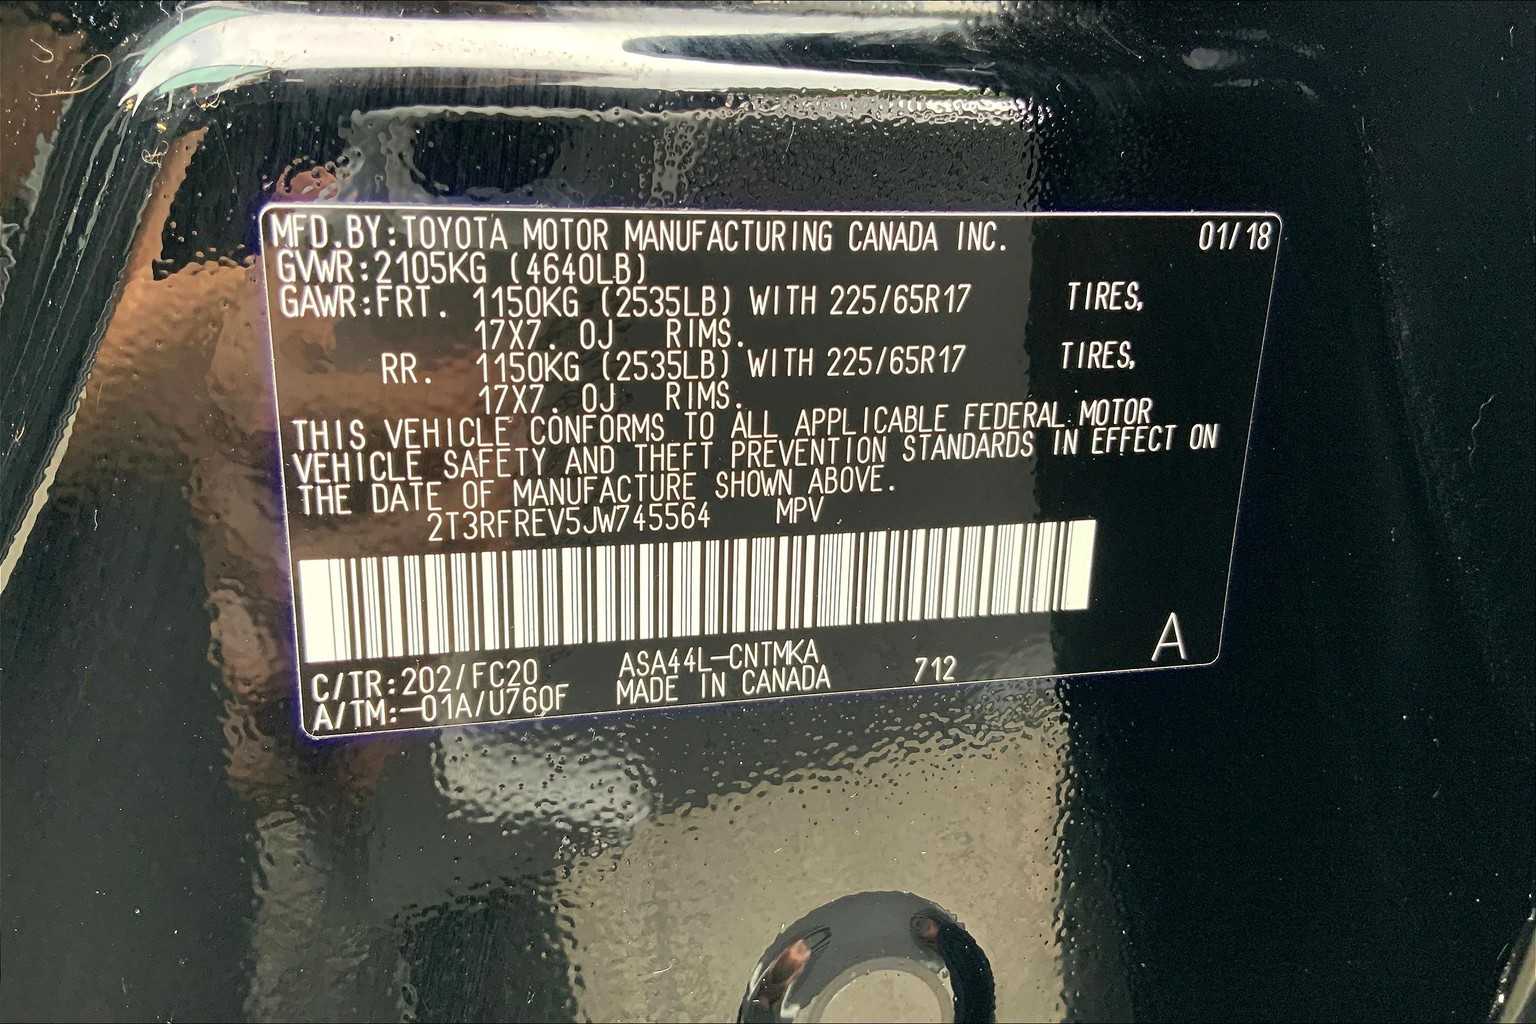 MFD.BY:TOYOTA MOTOR MANUFACTURING CANADA INC. 01/18
GVWR:2105KG (4640LB)
GAWR:FRT. 1150KG (2535LB) WITH 225/65R17 TIRES,
17X7. 0J RIMS.
RR. 1150KG (2535LB) WITH 225/65R17 TIRES,
17X7. 0J RIMS.
THIS VEHICLE CONFORMS TO ALL APPLICABLE FEDERAL MOTOR
VEHICLE SAFETY AND THEFT PREVENTION STANDARDS IN EFFECT ON
THE DATE OF MANUFACTURE SHOWN ABOVE.
2T3RFREV5JW745564 MPV
C/TR:202/FC20 ASA44L-CNTMKA 712 A
A/TM:-01A/U760F MADE IN CANADA